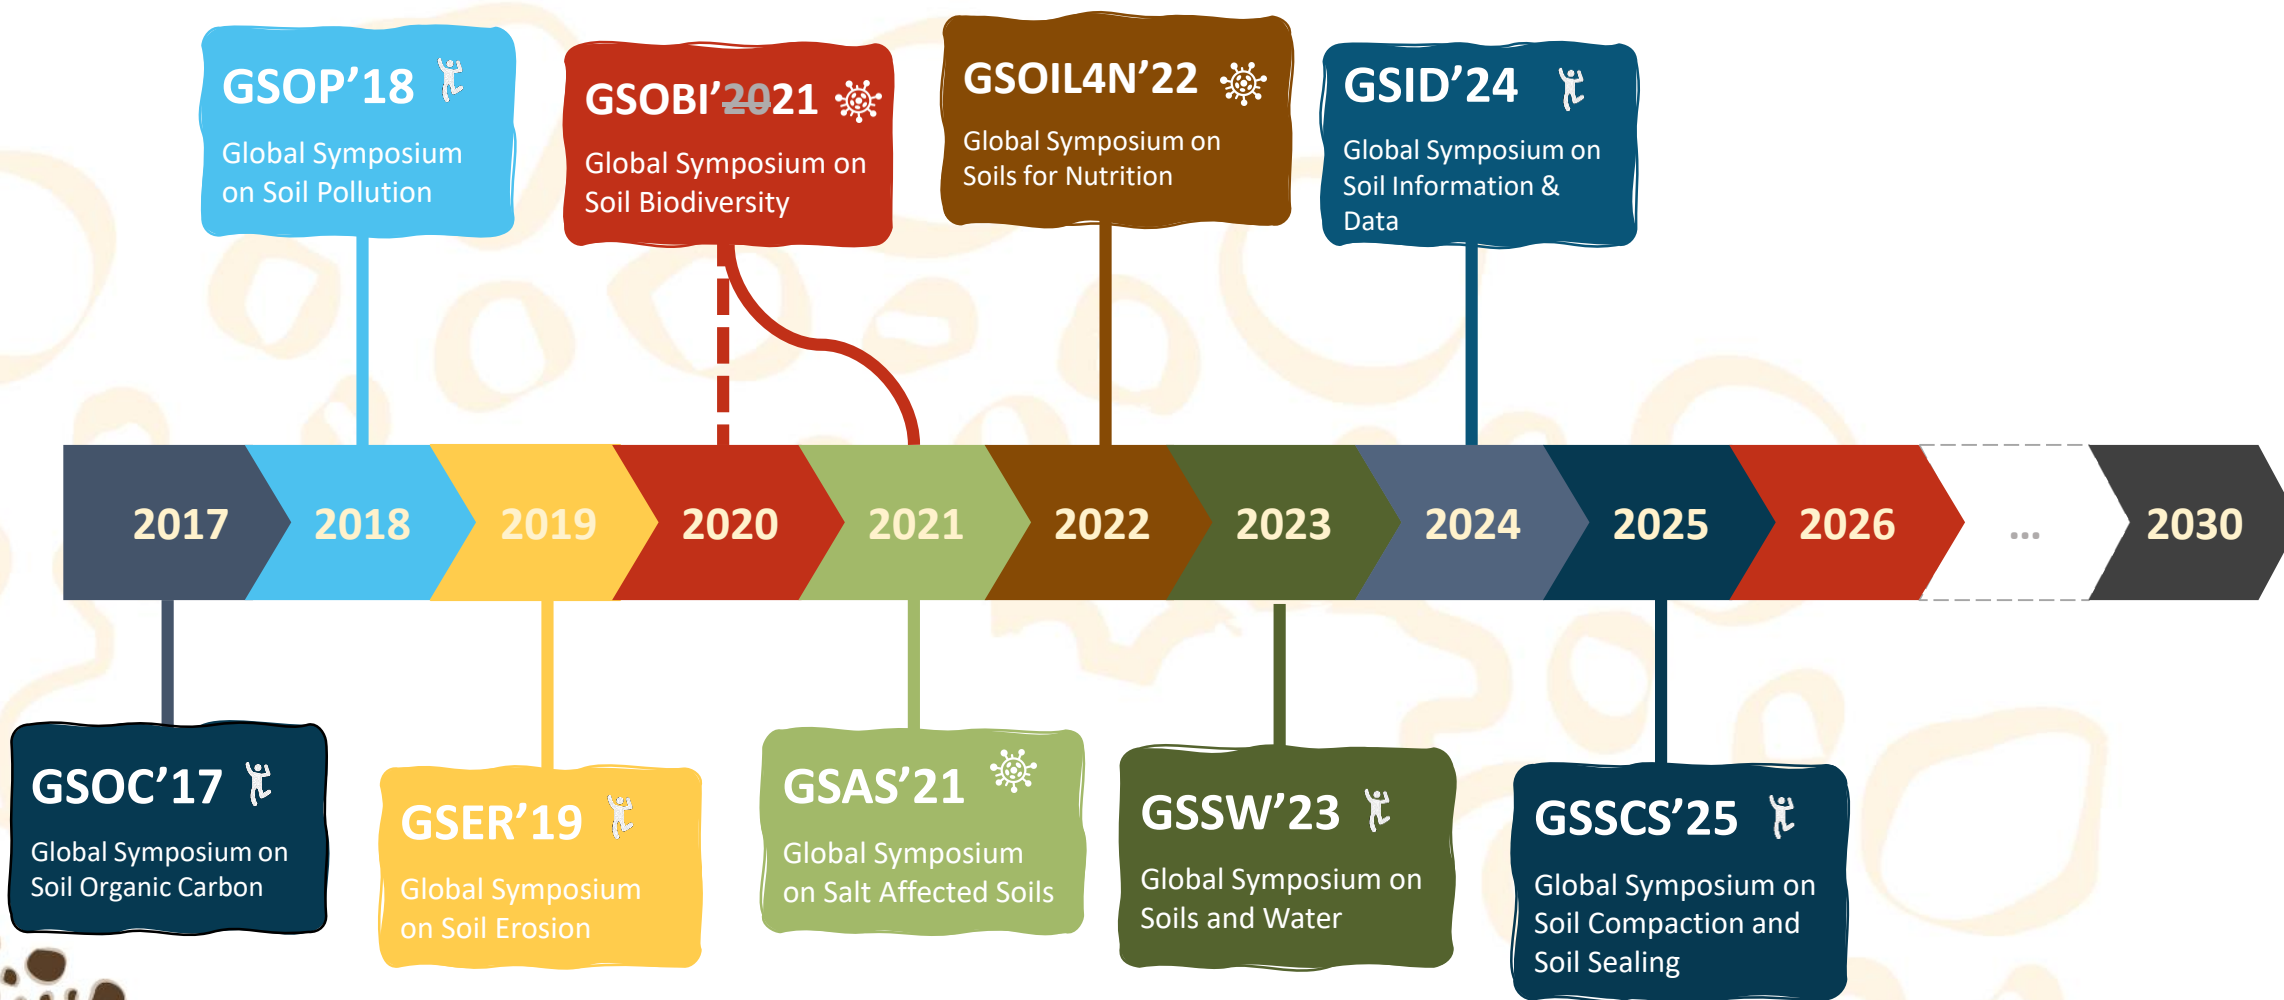 GSOP’18
Global Symposium
on Soil Pollution
GSOBI’2021
Global Symposium on
Soil Biodiversity
GSOIL4N’22
Global Symposium on
Soils for Nutrition
GSID’24
Global Symposium on
Soil Information &
Data
2017
2018
2019
2020
2021
2022
2023
2024
2025
2026
...
2030
GSOC’17
Global Symposium on
Soil Organic Carbon
GSER’19
Global Symposium
on Soil Erosion
GSAS’21
Global Symposium
on Salt Affected Soils
GSSW’23
Global Symposium on
Soils and Water
GSSCS’25
Global Symposium on
Soil Compaction and
Soil Sealing